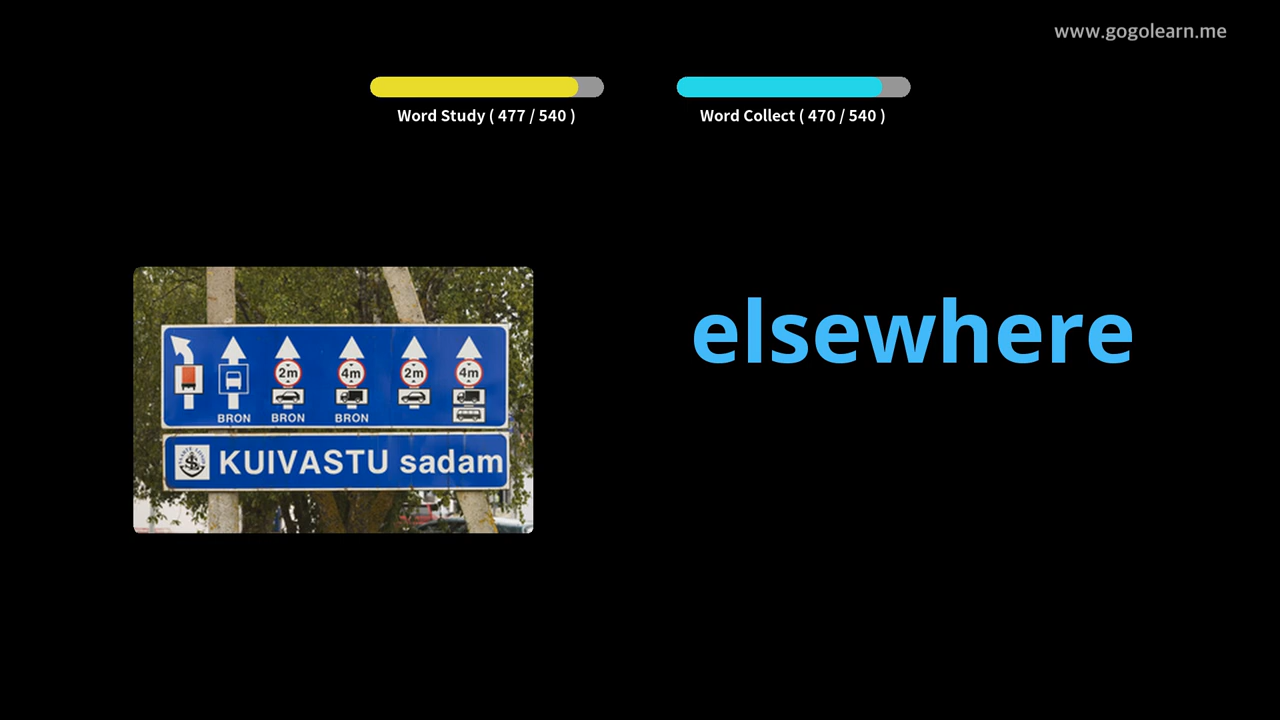 www.gogolearn.me
Word Study ( 477 / 540 )
Word Collect ( 470 / 540 )
elsewhere
2m 4m 2m 4m
BRON BRON BRON
KUIVASTU sadam